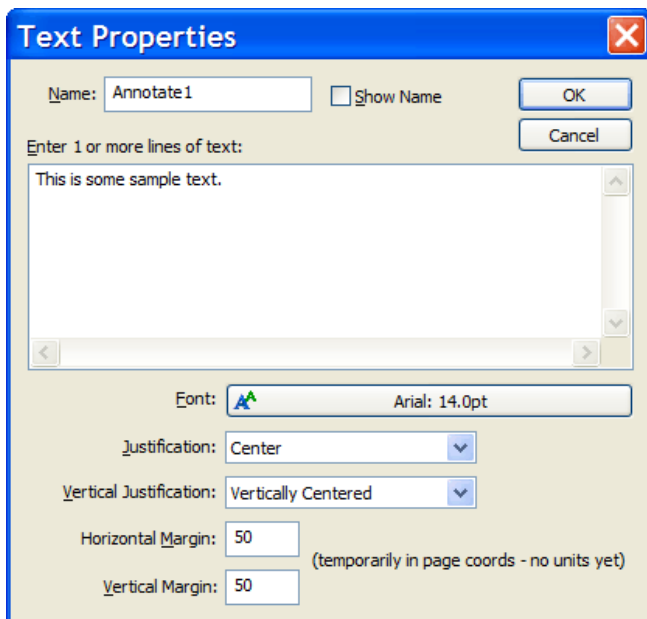 Text Properties
Name: Annotate1 Show Name OK
Cancel
Enter 1 or more lines of text:
This is some sample text.
Font: Arial: 14.0pt
Justification: Center
Vertical Justification: Vertically Centered
Horizontal Margin: 50
(temporarily in page coords - no units yet)
Vertical Margin: 50